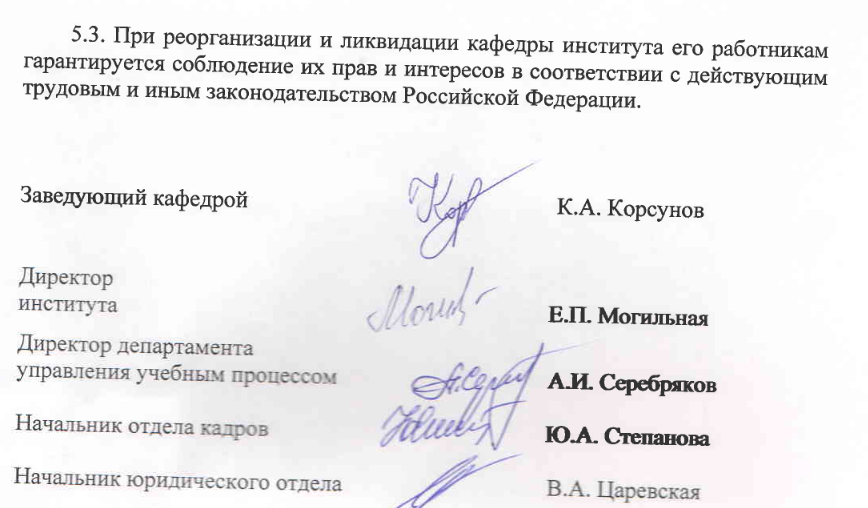 5.3. При реорганизации и ликвидации кафедры института его работникам
гарантируется соблюдение их прав и интересов в соответствии с действующим
трудовым и иным законодательством Российской Федерации.
Заведующий кафедрой К.А. Корсунов
Директор
института Е.П. Могильная
Директор департамента
управления учебным процессом А.И. Серебряков
Начальник отдела кадров Ю.А. Степанова
Начальник юридического отдела В.А. Царевская